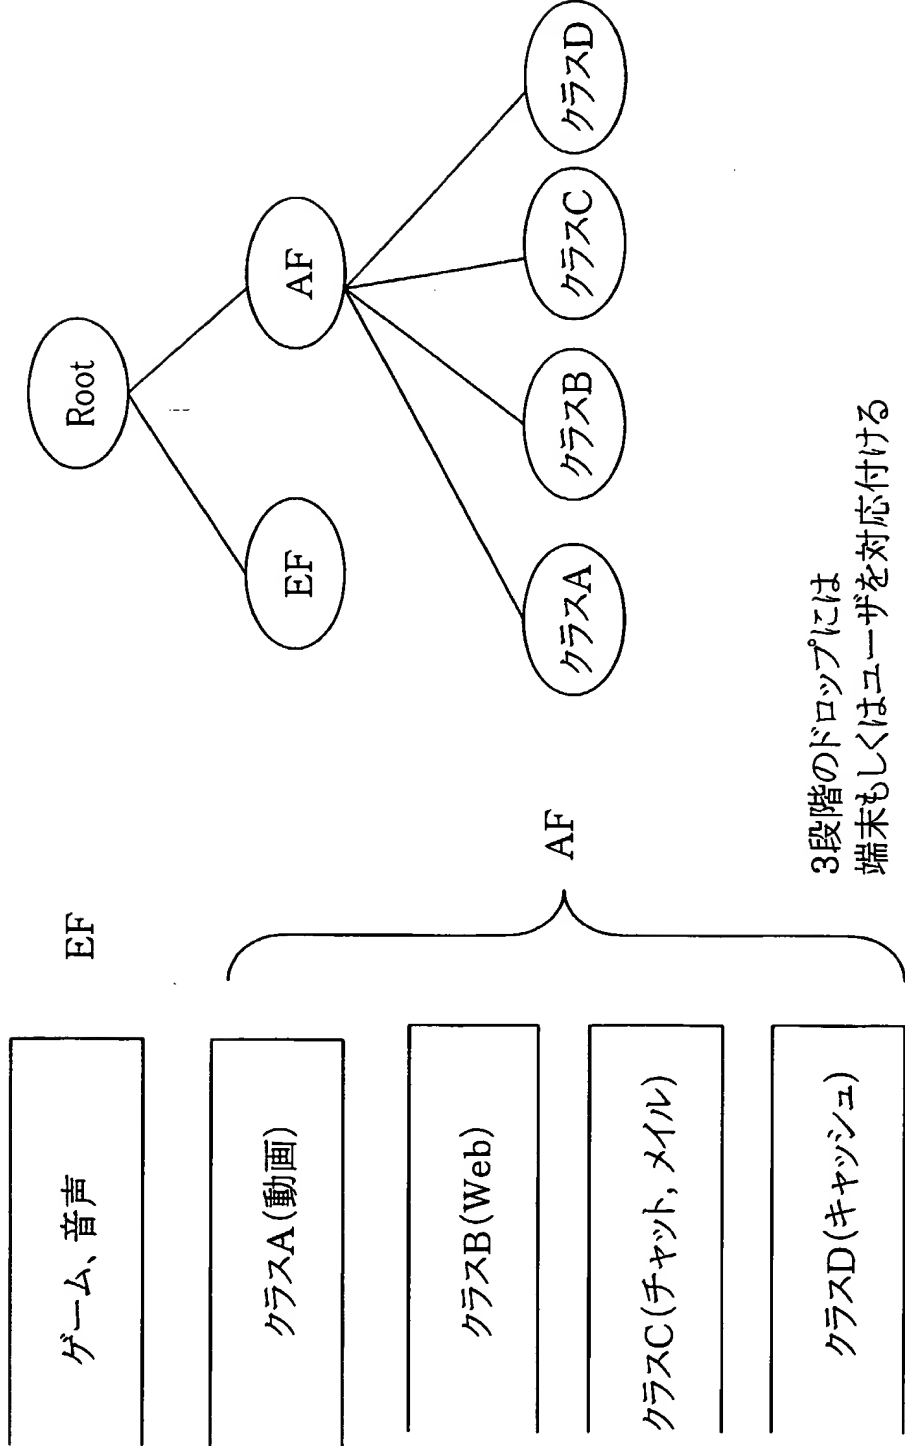 ゲーム、音声
EF
クラスA(動画)
クラスB(Web)
クラスC(チャット, メイル)
クラスD(キャッシュ)
AF
3段階のドロップには
端末もしくはユーザを対応付ける
Root
EF
AF
クラスA
クラスB
クラスC
クラスD